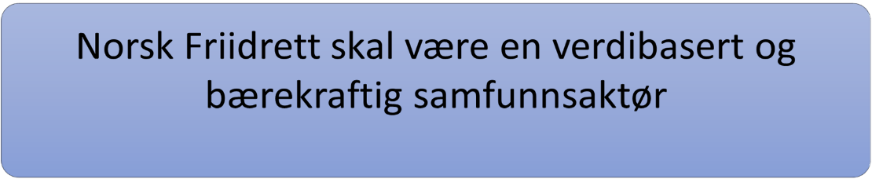 Norsk Friidrett skal være en verdibasert og
bærekraftig samfunnsaktør